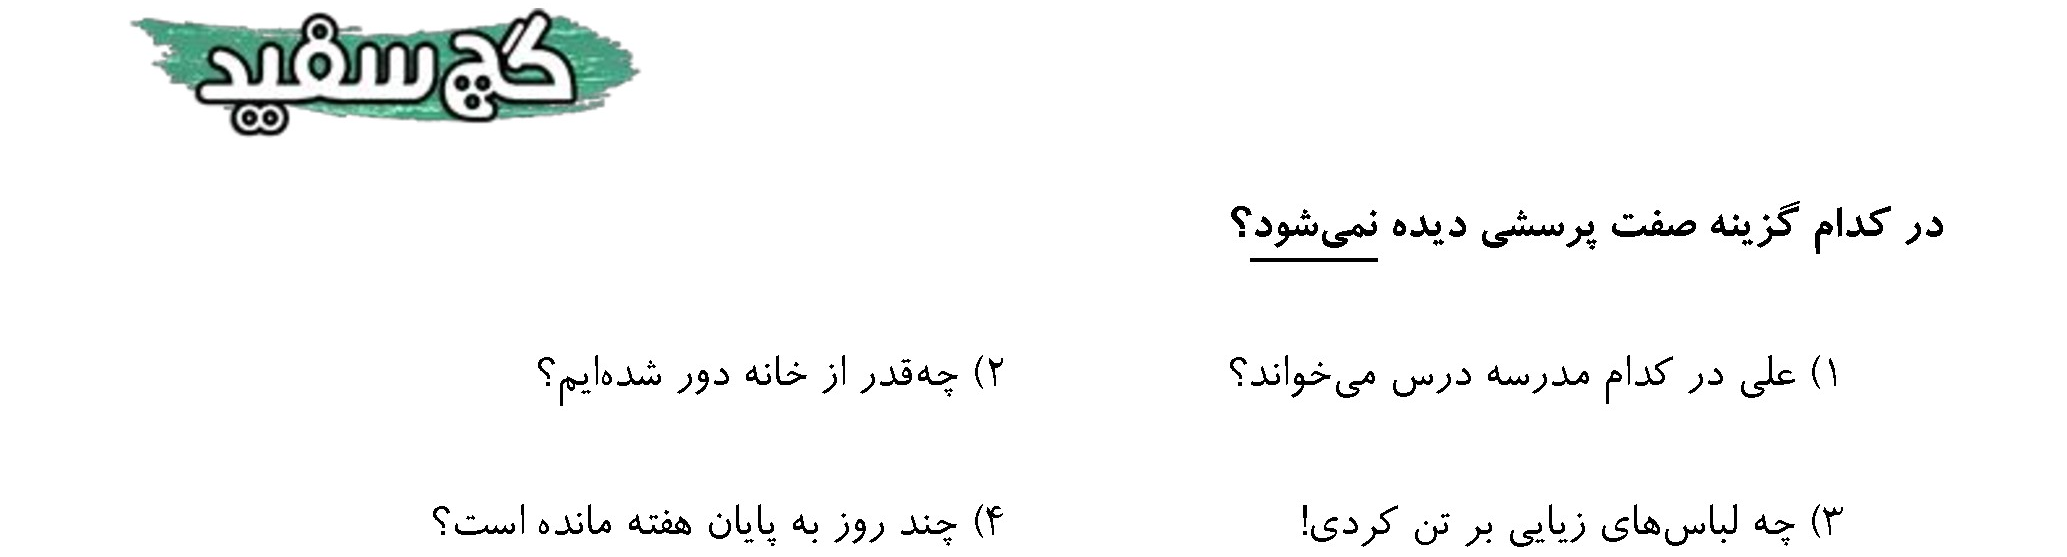 گچ سفید
در کدام گزینه صفت پرسشی دیده نمی‌شود؟
۱) علی در کدام مدرسه درس می‌خواند؟ ۲) چه‌قدر از خانه دور شده‌ایم؟
۳) چه لباس‌های زیایی بر تن کردی! ۴) چند روز به پایان هفته مانده است؟